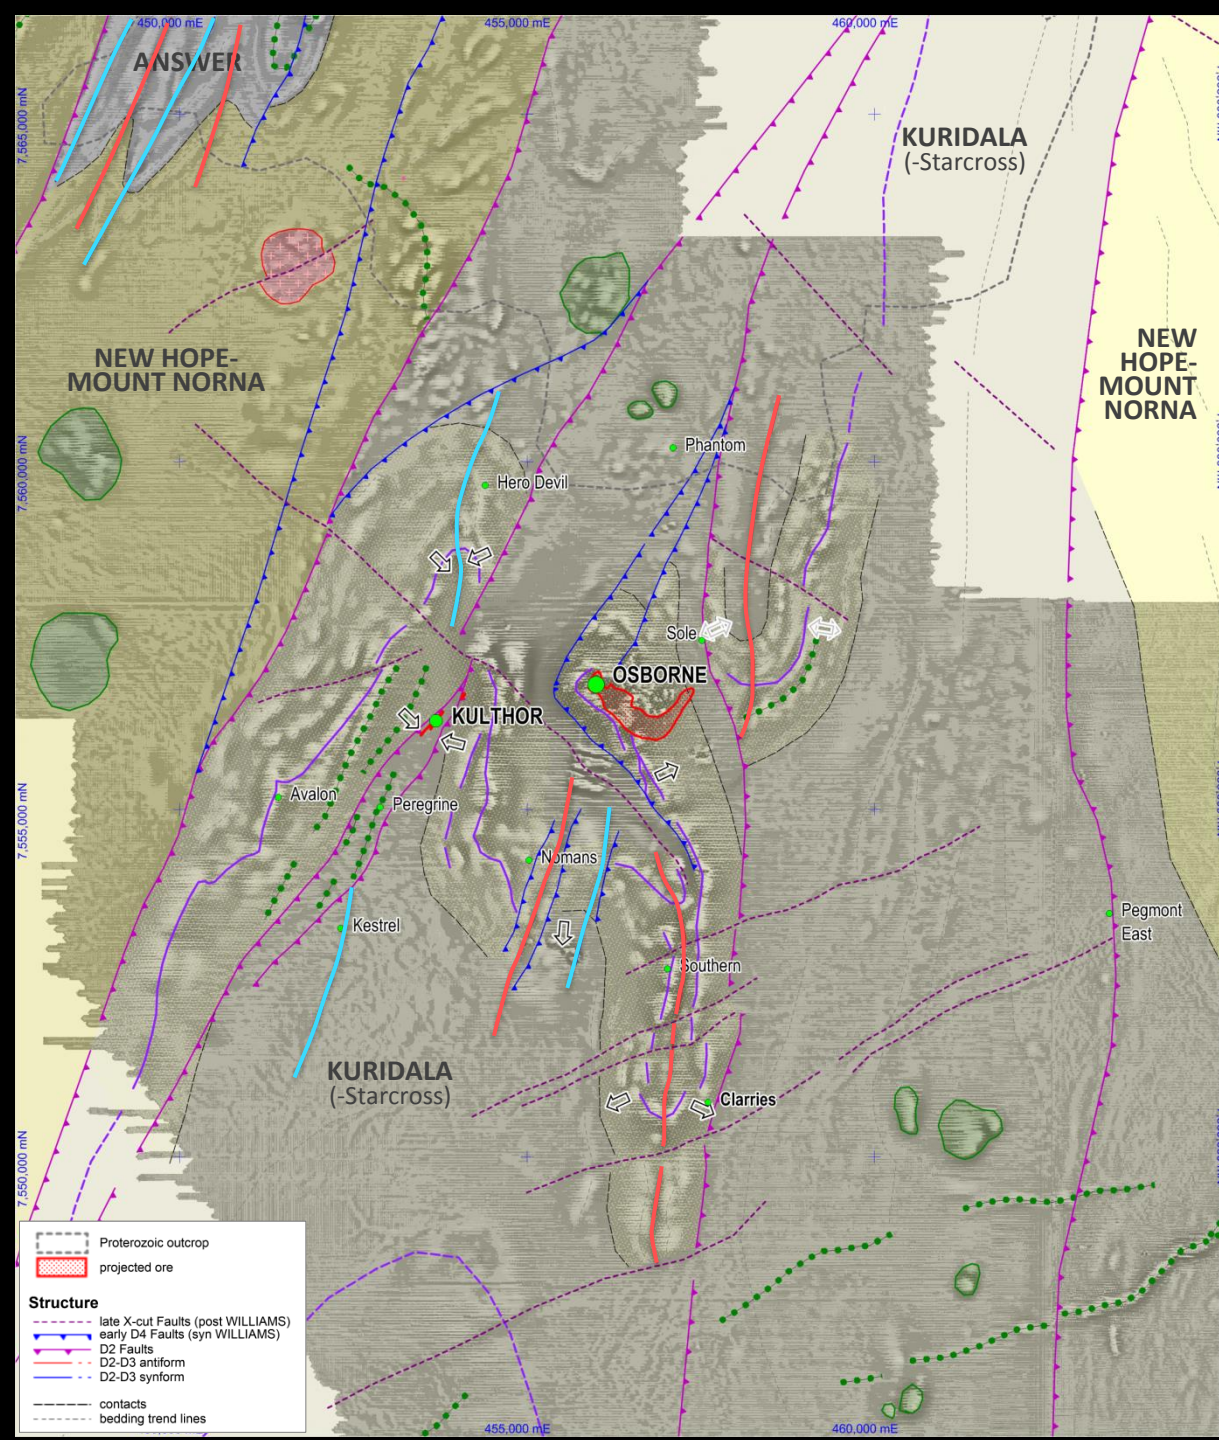 450,000 mE
455,000 mE
460,000 mE
ANSWER
7,565,000 mN
KURIDALA
(-Starcross)
NEW HOPE-
MOUNT NORNA
NEW
HOPE-
MOUNT
NORNA
Phantom
7,560,000 mN
Hero Devil
Sole
OSBORNE
KULTHOR
Avalon
Peregrine
7,555,000 mN
Nomans
Kestrel
Pegmont
East
Southern
KURIDALA
(-Starcross)
Clarries
7,550,000 mN
Proterozoic outcrop
projected ore
Structure
late X-cut Faults (post WILLIAMS)
early D4 Faults (syn WILLIAMS)
D2 Faults
D2-D3 antiform
D2-D3 synform
contacts
bedding trend lines
455,000 mE
460,000 mE